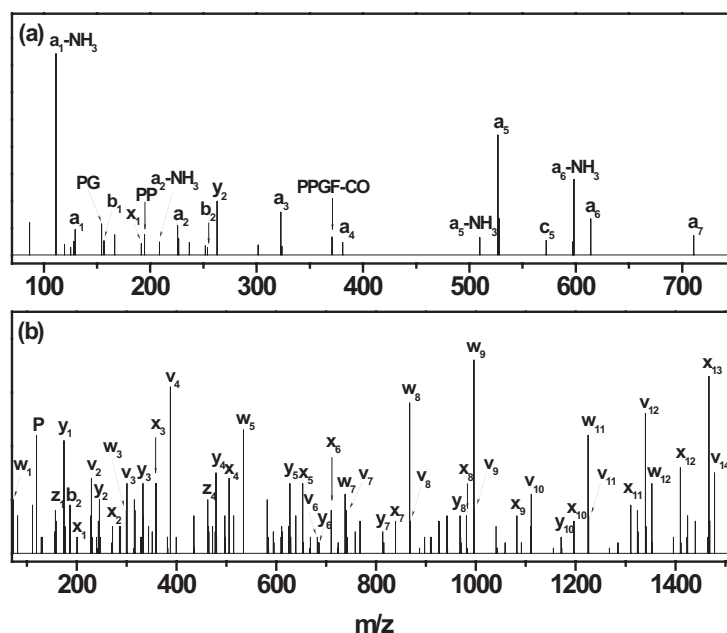 (a)
a₁-NH₃
PG
b₁
a₁
x₁
PP
a₂-NH₃
a₂
b₂
y₂
a₃
PPGF-CO
a₄
a₅-NH₃
a₅
c₅
a₆-NH₃
a₆
a₇
100 200 300 400 500 600 700
(b)
w₁
P
z₁
y₁
b₂
x₁
v₂
y₂
x₂
w₃
v₃
y₃
x₃
v₄
z₄
y₄
x₄
w₅
y₅
x₅
v₆
y₆
x₆
w₇
v₇
y₇
x₇
w₈
v₈
y₈
x₈
w₉
v₉
x₉
v₁₀
y₁₀
x₁₀
w₁₁
v₁₁
x₁₁
v₁₂
w₁₂
x₁₂
x₁₃
v₁₄
200 400 600 800 1000 1200 1400
m/z